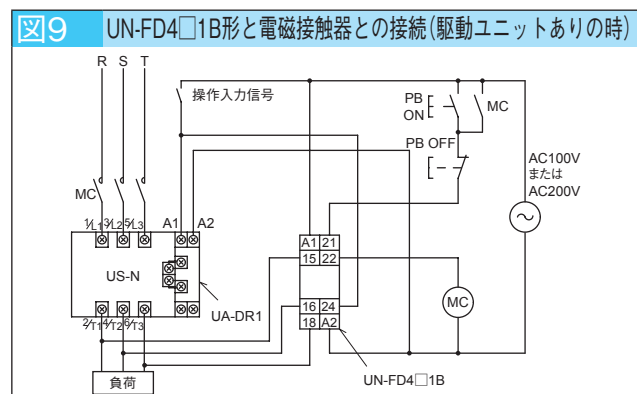 図9 UN-FD4□1B形と電磁接触器との接続(駆動ユニットありの時)
R S T
操作入力信号
PB ON
MC
PB OFF
AC100V
または
AC200V
MC
1/L1 3/L2 5/L3
A1 A2
A1 21
15 22
US-N
UA-DR1
16 24
18 A2
MC
2/T1 4/T2 6/T3
UN-FD4□1B
負荷